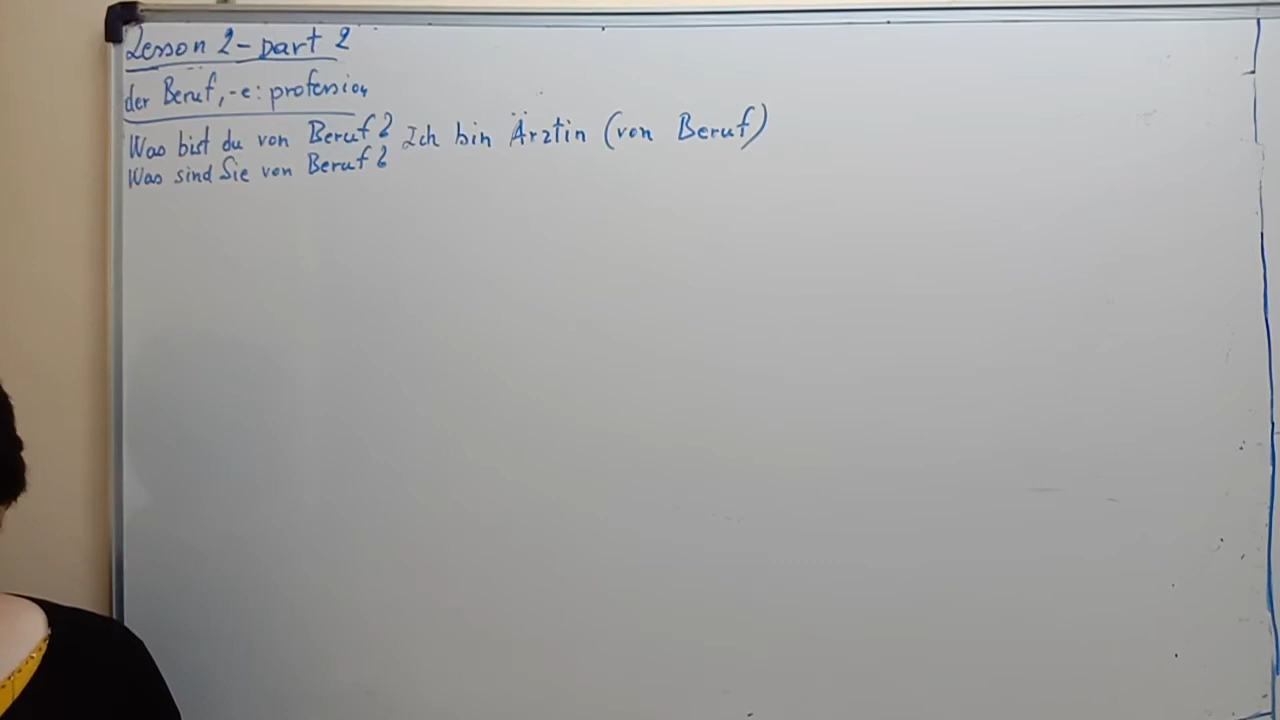 Lesson 2 - part 2
der Beruf, -e: profession
Was bist du von Beruf? Ich bin Ärztin (von Beruf)
Was sind Sie von Beruf?